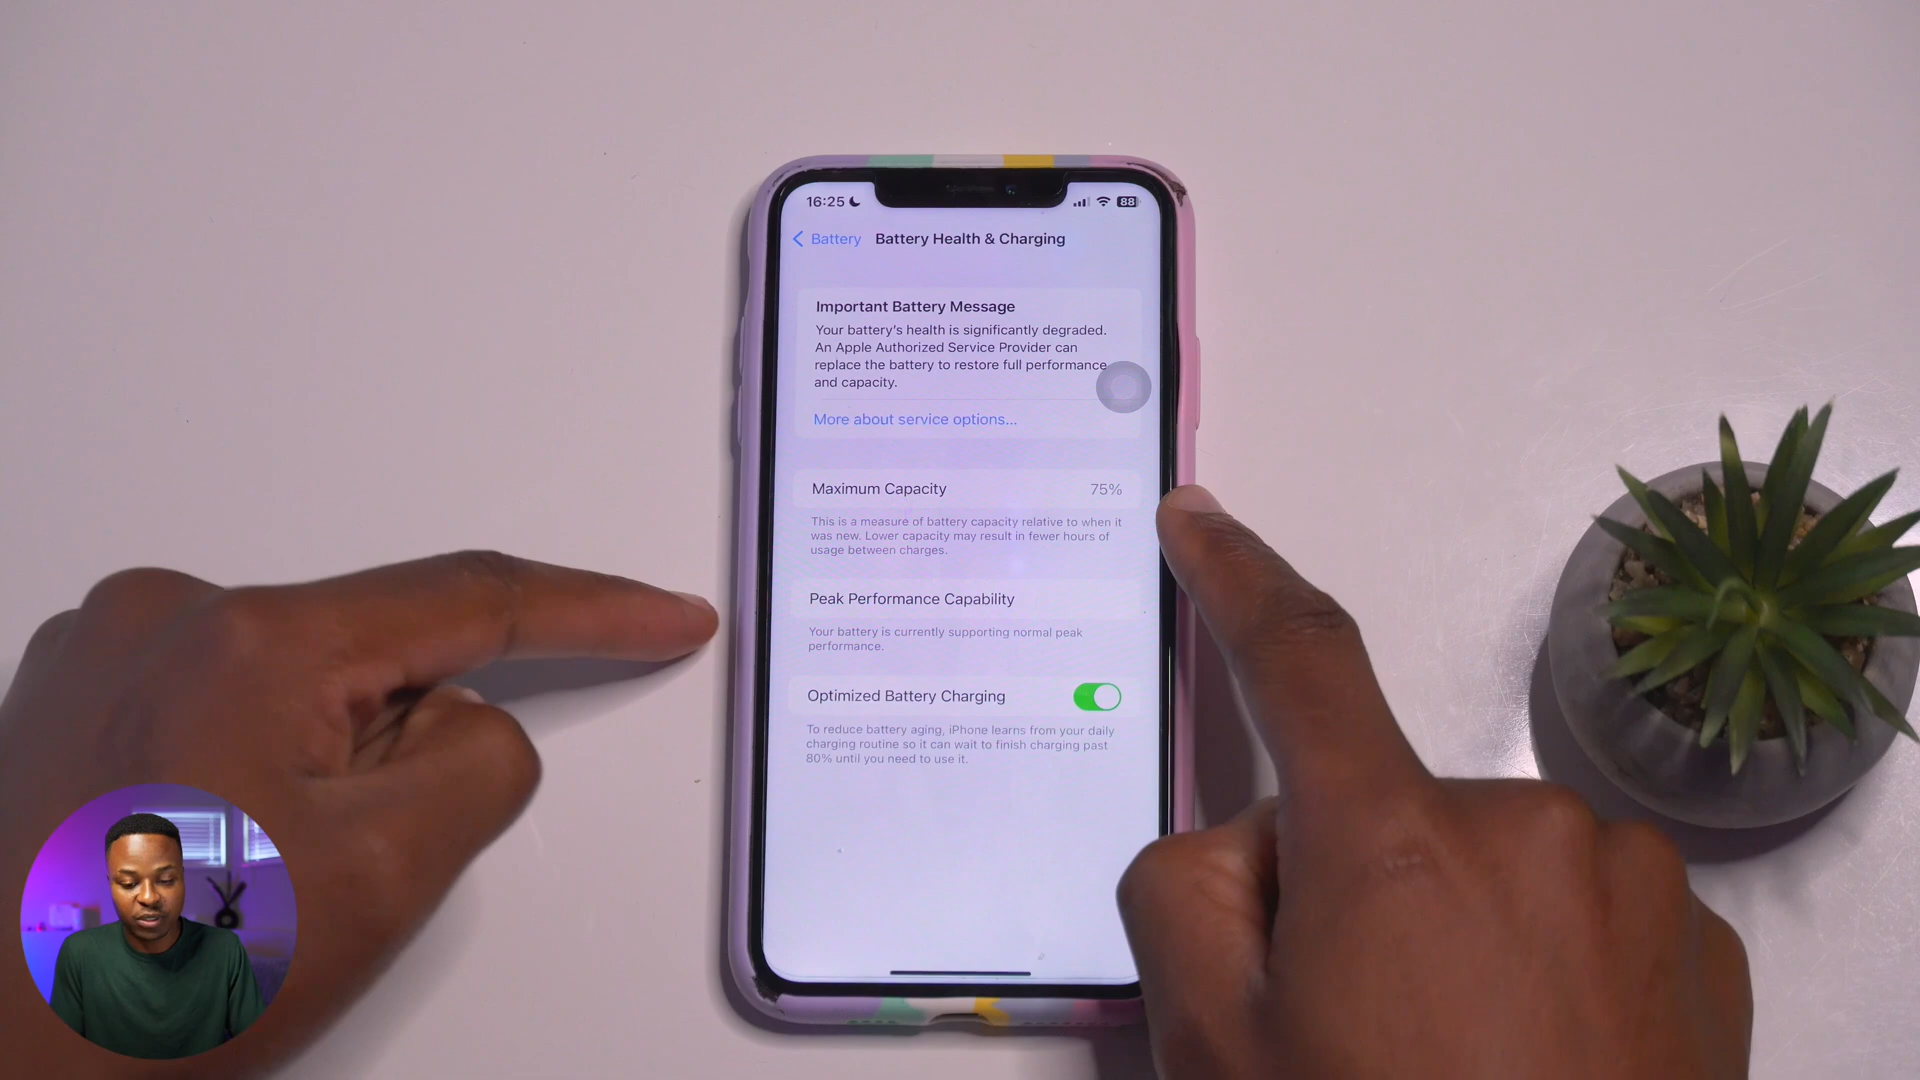 16:25
88
Battery
Battery Health & Charging
Important Battery Message
Your battery's health is significantly degraded.
An Apple Authorized Service Provider can
replace the battery to restore full performance
and capacity.
More about service options...
Maximum Capacity 75%
This is a measure of battery capacity relative to when it
was new. Lower capacity may result in fewer hours of
usage between charges.
Peak Performance Capability
Your battery is currently supporting normal peak
performance.
Optimized Battery Charging
To reduce battery aging, iPhone learns from your daily
charging routine so it can wait to finish charging past
80% until you need to use it.